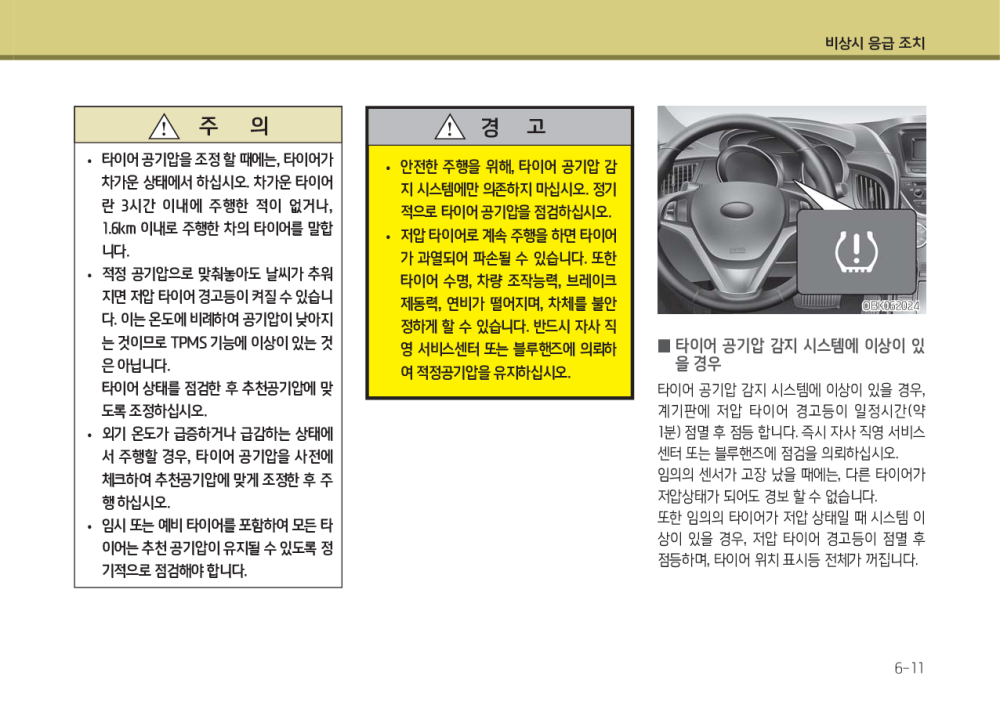 비상시 응급 조치
주 의
• 타이어 공기압을 조정 할 때에는, 타이어가
차가운 상태에서 하십시오. 차가운 타이어
란 3시간 이내에 주행한 적이 없거나,
1.6km 이내로 주행한 차의 타이어를 말합
니다.
• 적정 공기압으로 맞춰놓아도 날씨가 추워
지면 저압 타이어 경고등이 켜질 수 있습니
다. 이는 온도에 비례하여 공기압이 낮아지
는 것이므로 TPMS 기능에 이상이 있는 것
은 아닙니다.
타이어 상태를 점검한 후 추천공기압에 맞
도록 조정하십시오.
• 외기 온도가 급증하거나 급감하는 상태에
서 주행할 경우, 타이어 공기압을 사전에
체크하여 추천공기압에 맞게 조정한 후 주
행 하십시오.
• 임시 또는 예비 타이어를 포함하여 모든 타
이어는 추천 공기압이 유지될 수 있도록 정
기적으로 점검해야 합니다.
경 고
• 안전한 주행을 위해, 타이어 공기압 감
지 시스템에만 의존하지 마십시오. 정기
적으로 타이어 공기압을 점검하십시오.
• 저압 타이어로 계속 주행을 하면 타이어
가 과열되어 파손될 수 있습니다. 또한
타이어 수명, 차량 조작능력, 브레이크
제동력, 연비가 떨어지며, 차체를 불안
정하게 할 수 있습니다. 반드시 자사 직
영 서비스센터 또는 블루핸즈에 의뢰하
여 적정공기압을 유지하십시오.
OBK062024
■ 타이어 공기압 감지 시스템에 이상이 있
을 경우
타이어 공기압 감지 시스템에 이상이 있을 경우,
계기판에 저압 타이어 경고등이 일정시간(약
1분) 점멸 후 점등 합니다. 즉시 자사 직영 서비스
센터 또는 블루핸즈에 점검을 의뢰하십시오.
임의의 센서가 고장 났을 때에는, 다른 타이어가
저압상태가 되어도 경보 할 수 없습니다.
또한 임의의 타이어가 저압 상태일 때 시스템 이
상이 있을 경우, 저압 타이어 경고등이 점멸 후
점등하며, 타이어 위치 표시등 전체가 꺼집니다.
6-11